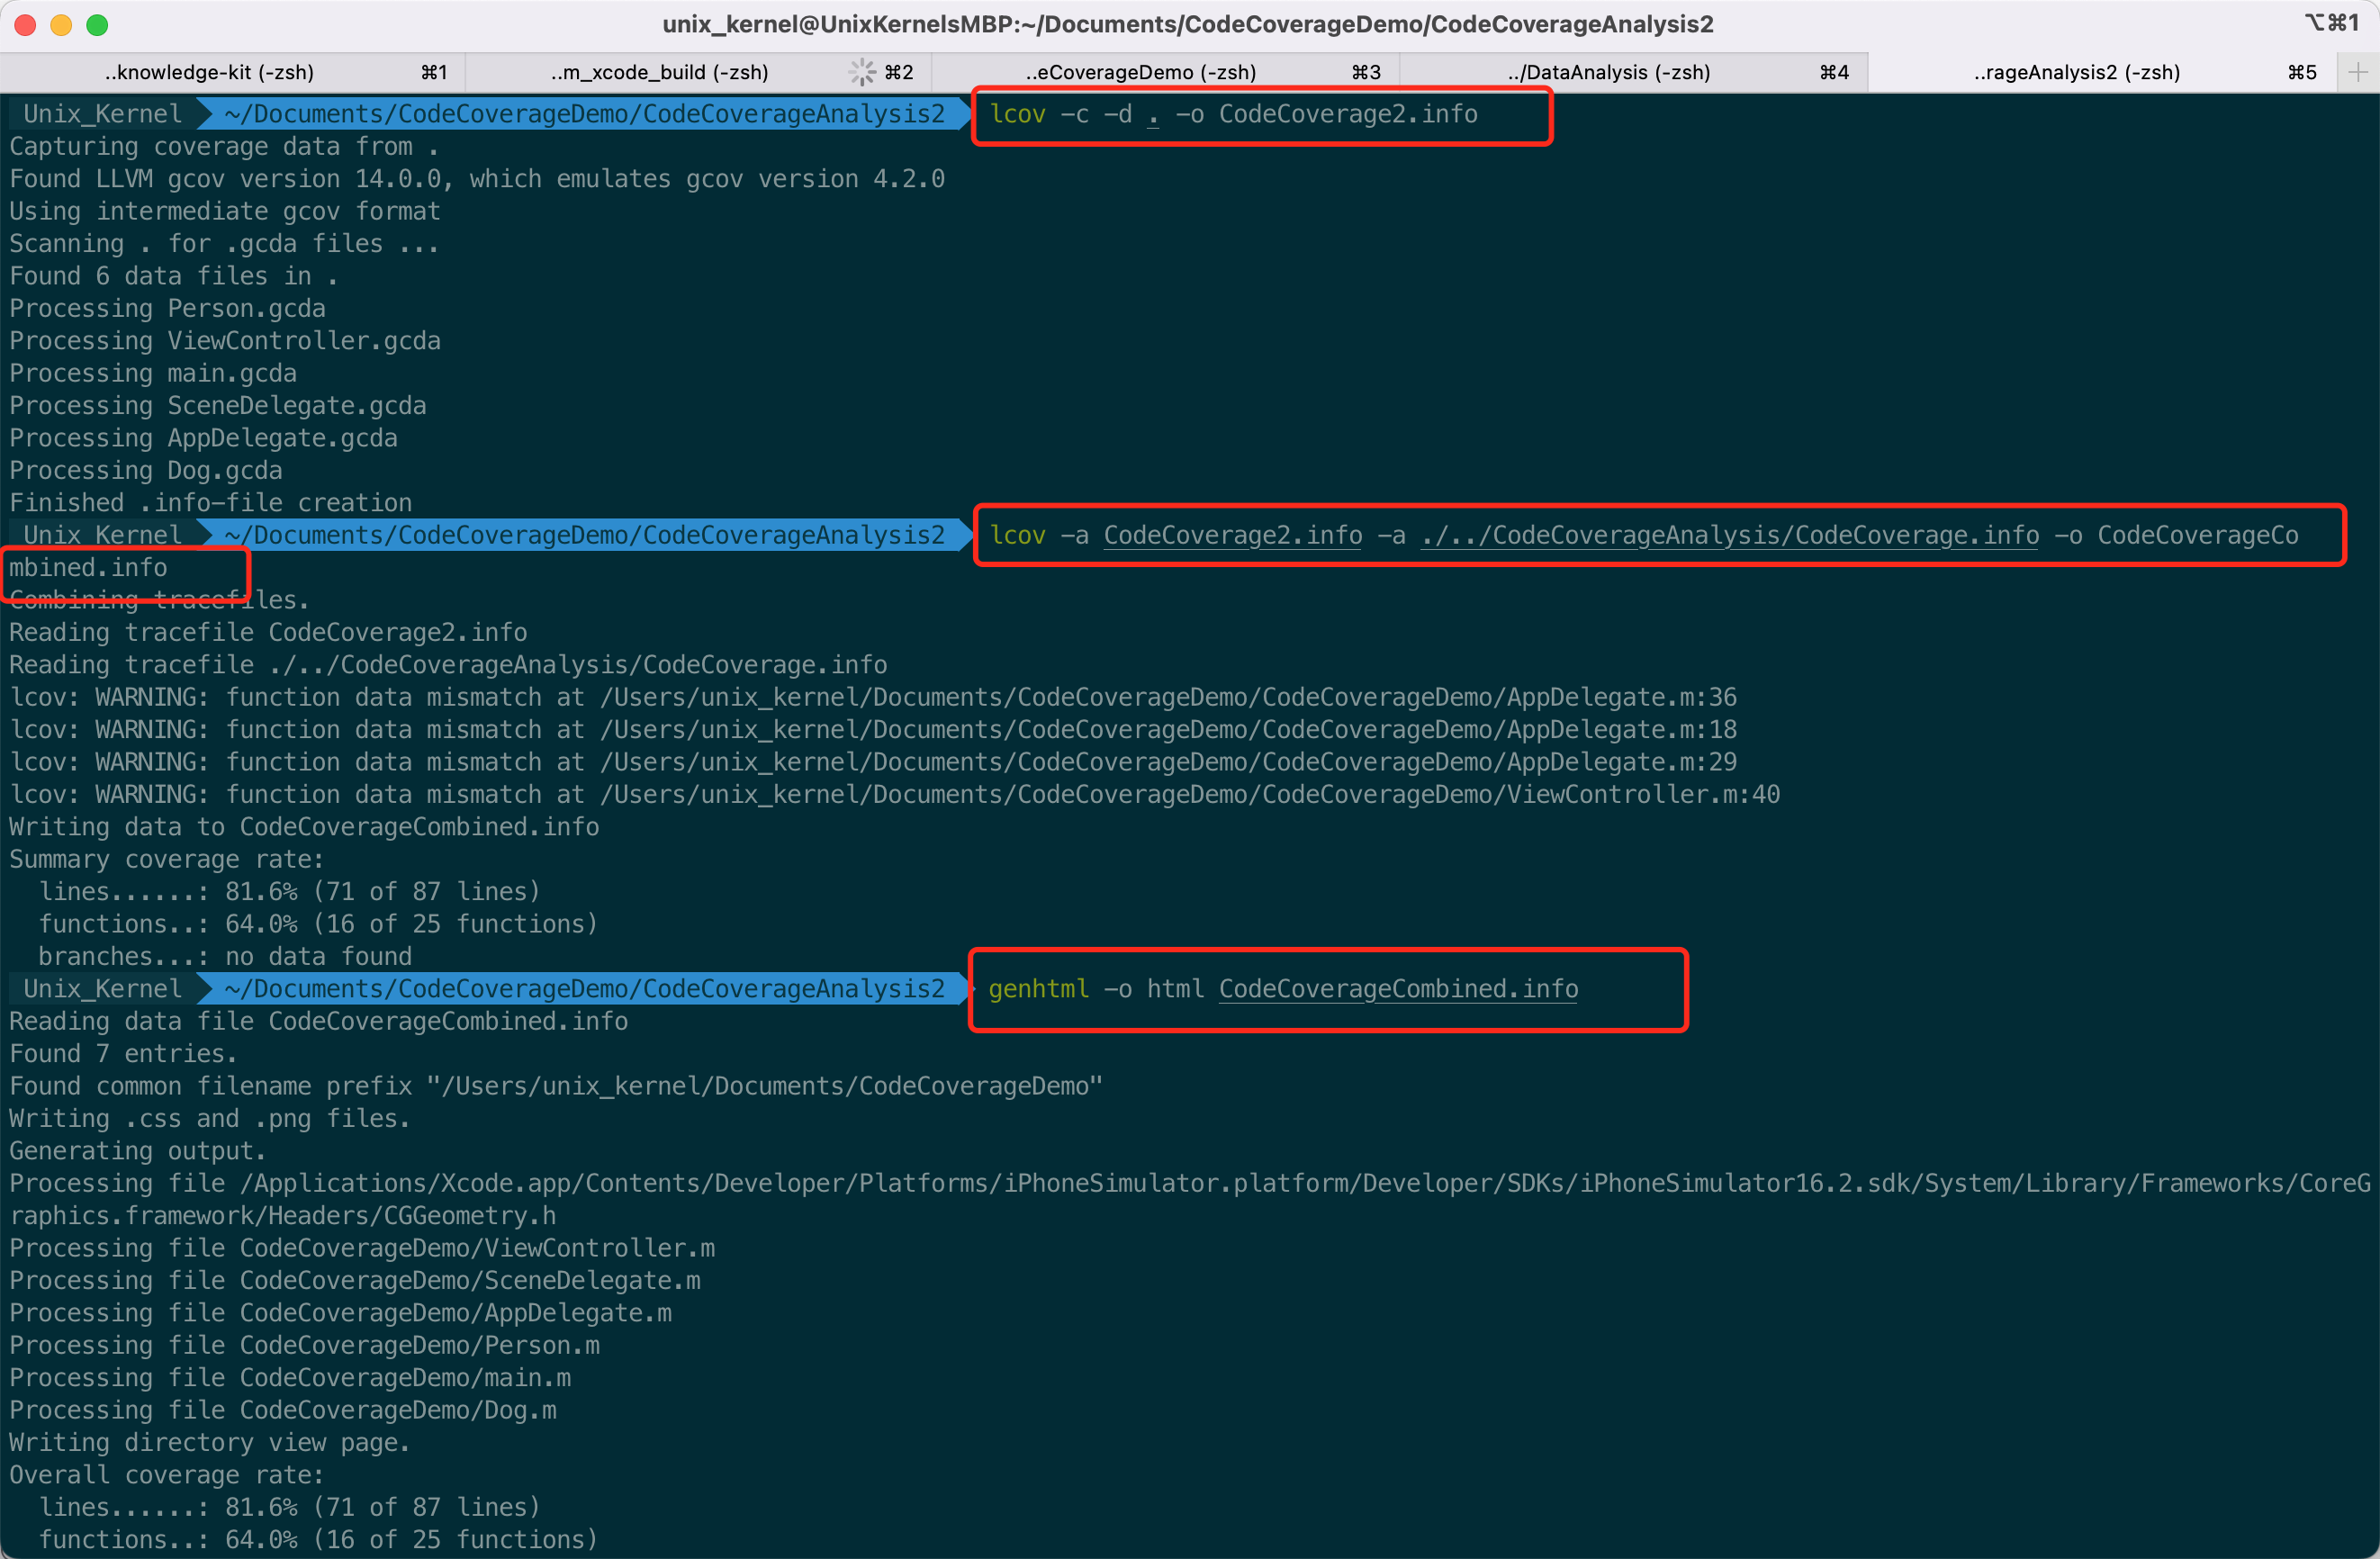 unix_kernel@UnixKernelsMBP:~/Documents/CodeCoverageDemo/CodeCoverageAnalysis2 ⌥⌘1
..knowledge-kit (-zsh) ⌘1 ..m_xcode_build (-zsh) ⌘2 ..eCoverageDemo (-zsh) ⌘3 ../DataAnalysis (-zsh) ⌘4 ..rageAnalysis2 (-zsh) ⌘5 +
Unix_Kernel ~/Documents/CodeCoverageDemo/CodeCoverageAnalysis2 lcov -c -d . -o CodeCoverage2.info
Capturing coverage data from .
Found LLVM gcov version 14.0.0, which emulates gcov version 4.2.0
Using intermediate gcov format
Scanning . for .gcda files ...
Found 6 data files in .
Processing Person.gcda
Processing ViewController.gcda
Processing main.gcda
Processing SceneDelegate.gcda
Processing AppDelegate.gcda
Processing Dog.gcda
Finished .info-file creation
Unix_Kernel ~/Documents/CodeCoverageDemo/CodeCoverageAnalysis2 lcov -a CodeCoverage2.info -a ./../CodeCoverageAnalysis/CodeCoverage.info -o CodeCoverageCo
mbined.info
Combining tracefiles.
Reading tracefile CodeCoverage2.info
Reading tracefile ./../CodeCoverageAnalysis/CodeCoverage.info
lcov: WARNING: function data mismatch at /Users/unix_kernel/Documents/CodeCoverageDemo/CodeCoverageDemo/AppDelegate.m:36
lcov: WARNING: function data mismatch at /Users/unix_kernel/Documents/CodeCoverageDemo/CodeCoverageDemo/AppDelegate.m:18
lcov: WARNING: function data mismatch at /Users/unix_kernel/Documents/CodeCoverageDemo/CodeCoverageDemo/AppDelegate.m:29
lcov: WARNING: function data mismatch at /Users/unix_kernel/Documents/CodeCoverageDemo/CodeCoverageDemo/ViewController.m:40
Writing data to CodeCoverageCombined.info
Summary coverage rate:
  lines......: 81.6% (71 of 87 lines)
  functions..: 64.0% (16 of 25 functions)
  branches...: no data found
Unix_Kernel ~/Documents/CodeCoverageDemo/CodeCoverageAnalysis2 genhtml -o html CodeCoverageCombined.info
Reading data file CodeCoverageCombined.info
Found 7 entries.
Found common filename prefix "/Users/unix_kernel/Documents/CodeCoverageDemo"
Writing .css and .png files.
Generating output.
Processing file /Applications/Xcode.app/Contents/Developer/Platforms/iPhoneSimulator.platform/Developer/SDKs/iPhoneSimulator16.2.sdk/System/Library/Frameworks/CoreG
raphics.framework/Headers/CGGeometry.h
Processing file CodeCoverageDemo/ViewController.m
Processing file CodeCoverageDemo/SceneDelegate.m
Processing file CodeCoverageDemo/AppDelegate.m
Processing file CodeCoverageDemo/Person.m
Processing file CodeCoverageDemo/main.m
Processing file CodeCoverageDemo/Dog.m
Writing directory view page.
Overall coverage rate:
  lines......: 81.6% (71 of 87 lines)
  functions..: 64.0% (16 of 25 functions)